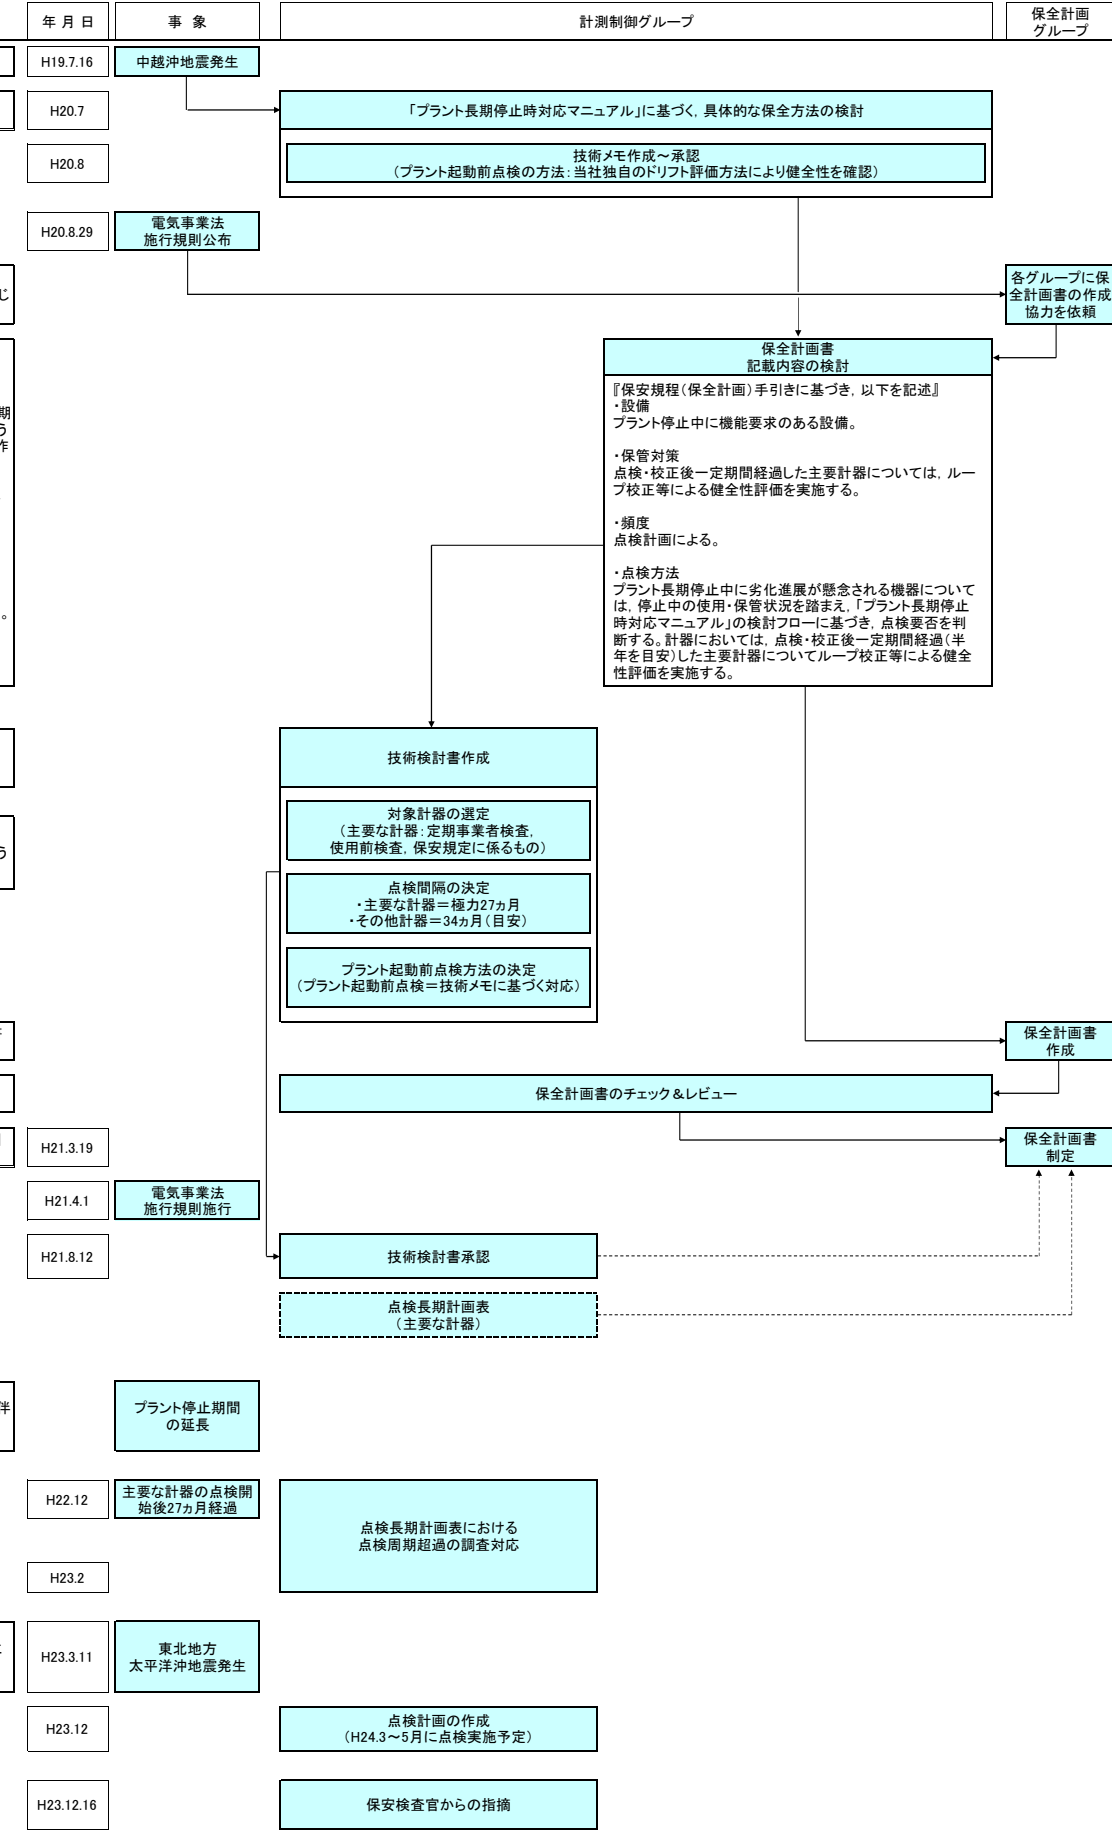 年 月 日
事 象
計測制御グループ
保全計画
グループ
H19.7.16
中越沖地震発生
H20.7
「プラント長期停止時対応マニュアル」に基づく，具体的な保全方法の検討
H20.8
技術メモ作成～承認
（プラント起動前点検の方法：当社独自のドリフト評価方法により健全性を確認）
H20.8.29
電気事業法
施行規則公布
じ
各グループに保
全計画書の作成
協力を依頼
保全計画書
記載内容の検討
『保安規程（保全計画）手引きに基づき，以下を記述』
・設備
プラント停止中に機能要求のある設備。
・保管対策
点検・校正後一定期間経過した主要計器については，ルー
プ校正等による健全性評価を実施する。
・頻度
点検計画による。
・点検方法
プラント長期停止中に劣化進展が懸念される機器について
は，停止中の使用・保管状況を踏まえ，「プラント長期停止
時対応マニュアル」の検討フローに基づき，点検要否を判
断する。計器においては，点検・校正後一定期間経過（半
年を目安）した主要計器についてループ校正等による健全
性評価を実施する。
期
う
作
。
技術検討書作成
対象計器の選定
（主要な計器：定期事業者検査，
使用前検査，保安規定に係るもの）
う
点検間隔の決定
・主要な計器＝極力27ヵ月
・その他計器＝34ヵ月（目安）
プラント起動前点検方法の決定
（プラント起動前点検＝技術メモに基づく対応）
保全計画書
作成
保全計画書のチェック＆レビュー
H21.3.19
保全計画書
制定
H21.4.1
電気事業法
施行規則施行
H21.8.12
技術検討書承認
点検長期計画表
（主要な計器）
伴
プラント停止期間
の延長
H22.12
主要な計器の点検開
始後27ヵ月経過
点検長期計画表における
点検周期超過の調査対応
H23.2
H23.3.11
東北地方
太平洋沖地震発生
H23.12
点検計画の作成
（H24.3～5月に点検実施予定）
H23.12.16
保安検査官からの指摘